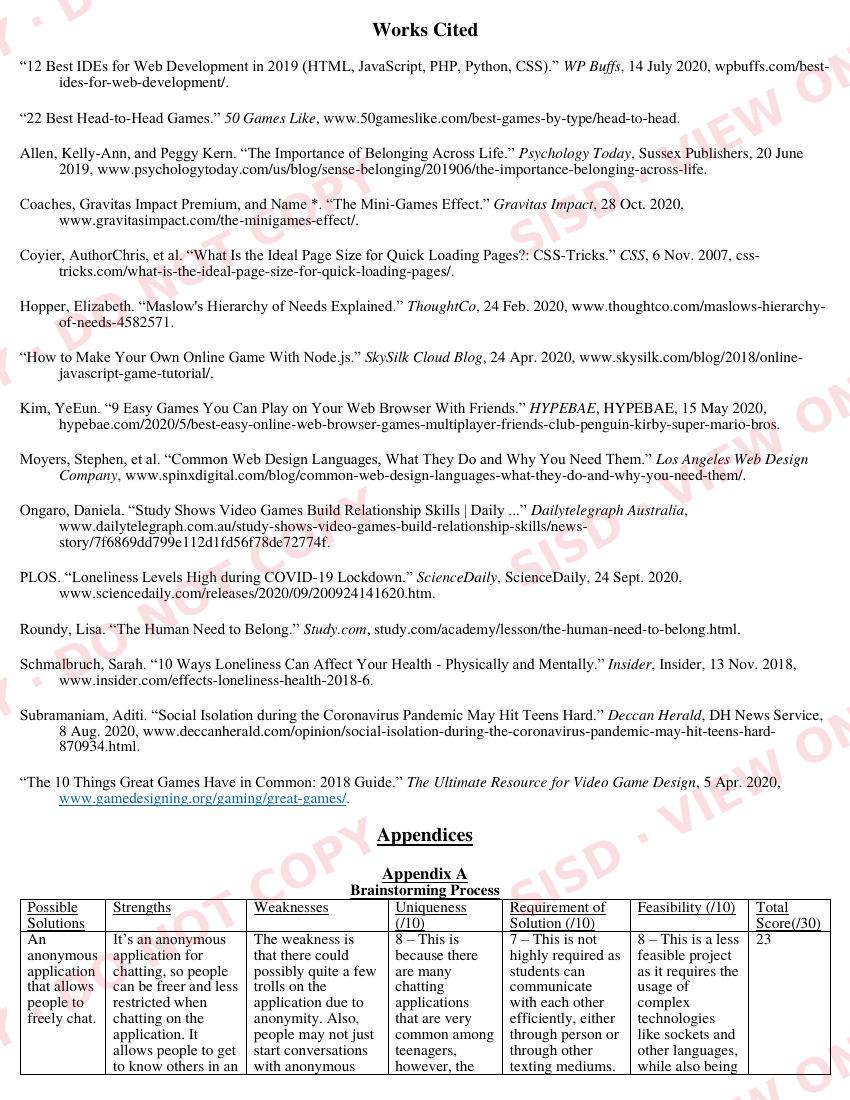 Works Cited
“12 Best IDEs for Web Development in 2019 (HTML, JavaScript, PHP, Python, CSS).” WP Buffs, 14 July 2020, wpbuffs.com/best-
ides-for-web-development/.
“22 Best Head-to-Head Games.” 50 Games Like, www.50gameslike.com/best-games-by-type/head-to-head.
Allen, Kelly-Ann, and Peggy Kern. “The Importance of Belonging Across Life.” Psychology Today, Sussex Publishers, 20 June
2019, www.psychologytoday.com/us/blog/sense-belonging/201906/the-importance-belonging-across-life.
Coaches, Gravitas Impact Premium, and Name *. “The Mini-Games Effect.” Gravitas Impact, 28 Oct. 2020,
www.gravitasimpact.com/the-minigames-effect/.
Coyier, AuthorChris, et al. “What Is the Ideal Page Size for Quick Loading Pages?: CSS-Tricks.” CSS, 6 Nov. 2007, css-
tricks.com/what-is-the-ideal-page-size-for-quick-loading-pages/.
Hopper, Elizabeth. “Maslow's Hierarchy of Needs Explained.” ThoughtCo, 24 Feb. 2020, www.thoughtco.com/maslows-hierarchy-
of-needs-4582571.
“How to Make Your Own Online Game With Node.js.” SkySilk Cloud Blog, 24 Apr. 2020, www.skysilk.com/blog/2018/online-
javascript-game-tutorial/.
Kim, YeEun. “9 Easy Games You Can Play on Your Web Browser With Friends.” HYPEBAE, HYPEBAE, 15 May 2020,
hypebae.com/2020/5/best-easy-online-web-browser-games-multiplayer-friends-club-penguin-kirby-super-mario-bros.
Moyers, Stephen, et al. “Common Web Design Languages, What They Do and Why You Need Them.” Los Angeles Web Design
Company, www.spinxdigital.com/blog/common-web-design-languages-what-they-do-and-why-you-need-them/.
Ongaro, Daniela. “Study Shows Video Games Build Relationship Skills | Daily ...” Dailytelegraph Australia,
www.dailytelegraph.com.au/study-shows-video-games-build-relationship-skills/news-
story/7f6869dd799e112d1fd56f78de72774f.
PLOS. “Loneliness Levels High during COVID-19 Lockdown.” ScienceDaily, ScienceDaily, 24 Sept. 2020,
www.sciencedaily.com/releases/2020/09/200924141620.htm.
Roundy, Lisa. “The Human Need to Belong.” Study.com, study.com/academy/lesson/the-human-need-to-belong.html.
Schmalbruch, Sarah. “10 Ways Loneliness Can Affect Your Health - Physically and Mentally.” Insider, Insider, 13 Nov. 2018,
www.insider.com/effects-loneliness-health-2018-6.
Subramaniam, Aditi. “Social Isolation during the Coronavirus Pandemic May Hit Teens Hard.” Deccan Herald, DH News Service,
8 Aug. 2020, www.deccanherald.com/opinion/social-isolation-during-the-coronavirus-pandemic-may-hit-teens-hard-
870934.html.
“The 10 Things Great Games Have in Common: 2018 Guide.” The Ultimate Resource for Video Game Design, 5 Apr. 2020,
www.gamedesigning.org/gaming/great-games/.
Appendices
Appendix A
Brainstorming Process
Possible
Solutions
Strengths
Weaknesses
Uniqueness
(/10)
Requirement of
Solution (/10)
Feasibility (/10)
Total
Score(/30)
An
anonymous
application
that allows
people to
freely chat.
It’s an anonymous
application for
chatting, so people
can be freer and less
restricted when
chatting on the
application. It
allows people to get
to know others in an
The weakness is
that there could
possibly quite a few
trolls on the
application due to
anonymity. Also,
people may not just
start conversations
with anonymous
8 – This is
because there
are many
chatting
applications
that are very
common among
teenagers,
however, the
7 – This is not
highly required as
students can
communicate
with each other
efficiently, either
through person or
through other
texting mediums.
8 – This is a less
feasible project
as it requires the
usage of
complex
technologies
like sockets and
other languages,
while also being
23
SISD · VIEW ON
Y · DO NOT COPY
SISD · VIEW ON
Y · DO NOT COPY
SISD · VIEW ON
Y · DO NOT COPY